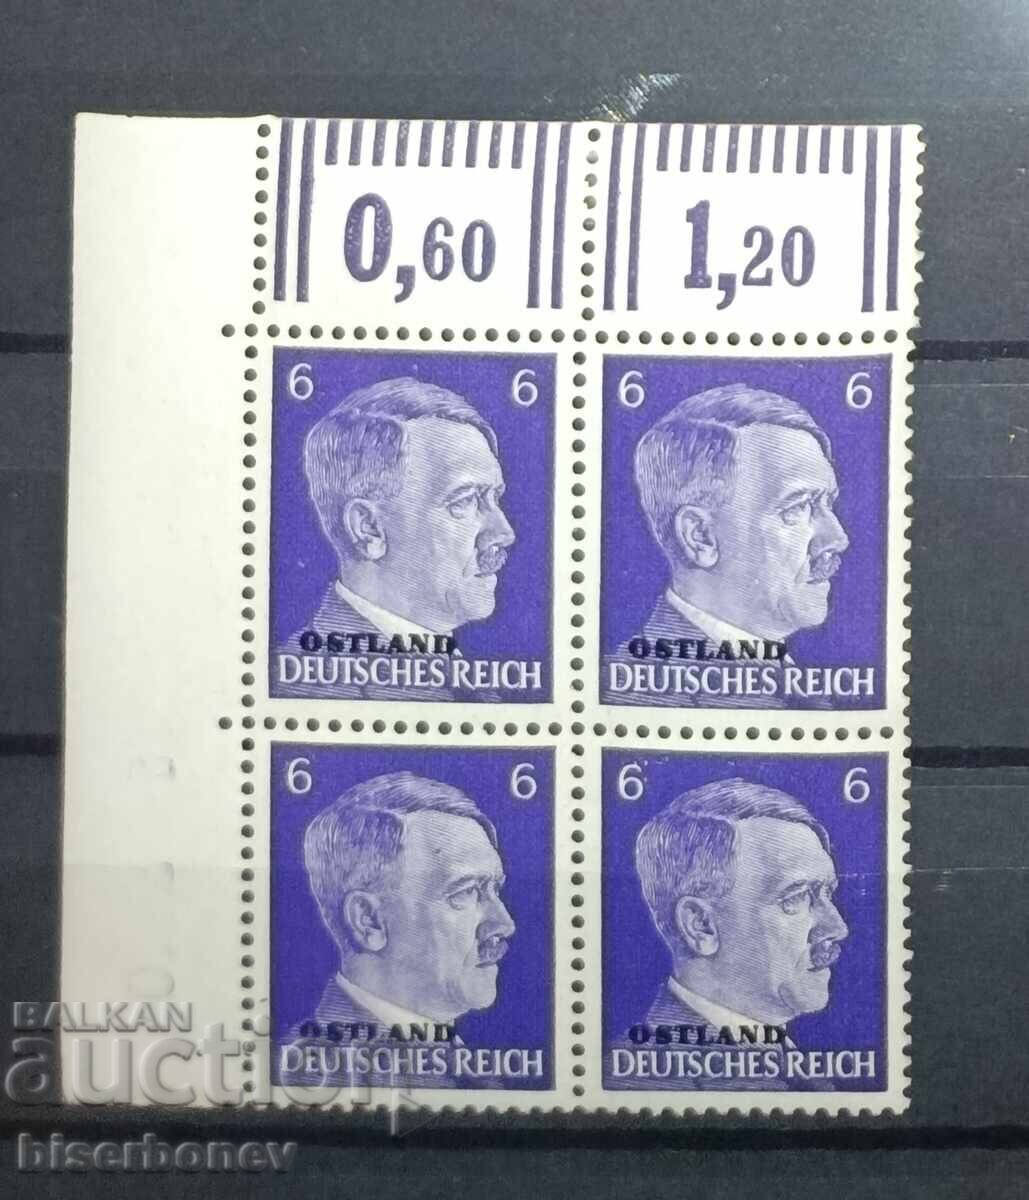 0,60 1,20
6 6 6 6
OSTLAND OSTLAND
DEUTSCHES REICH DEUTSCHES REICH
6 6 6 6
OSTLAND OSTLAND
DEUTSCHES REICH DEUTSCHES REICH
BALKAN
auction
biserbonev